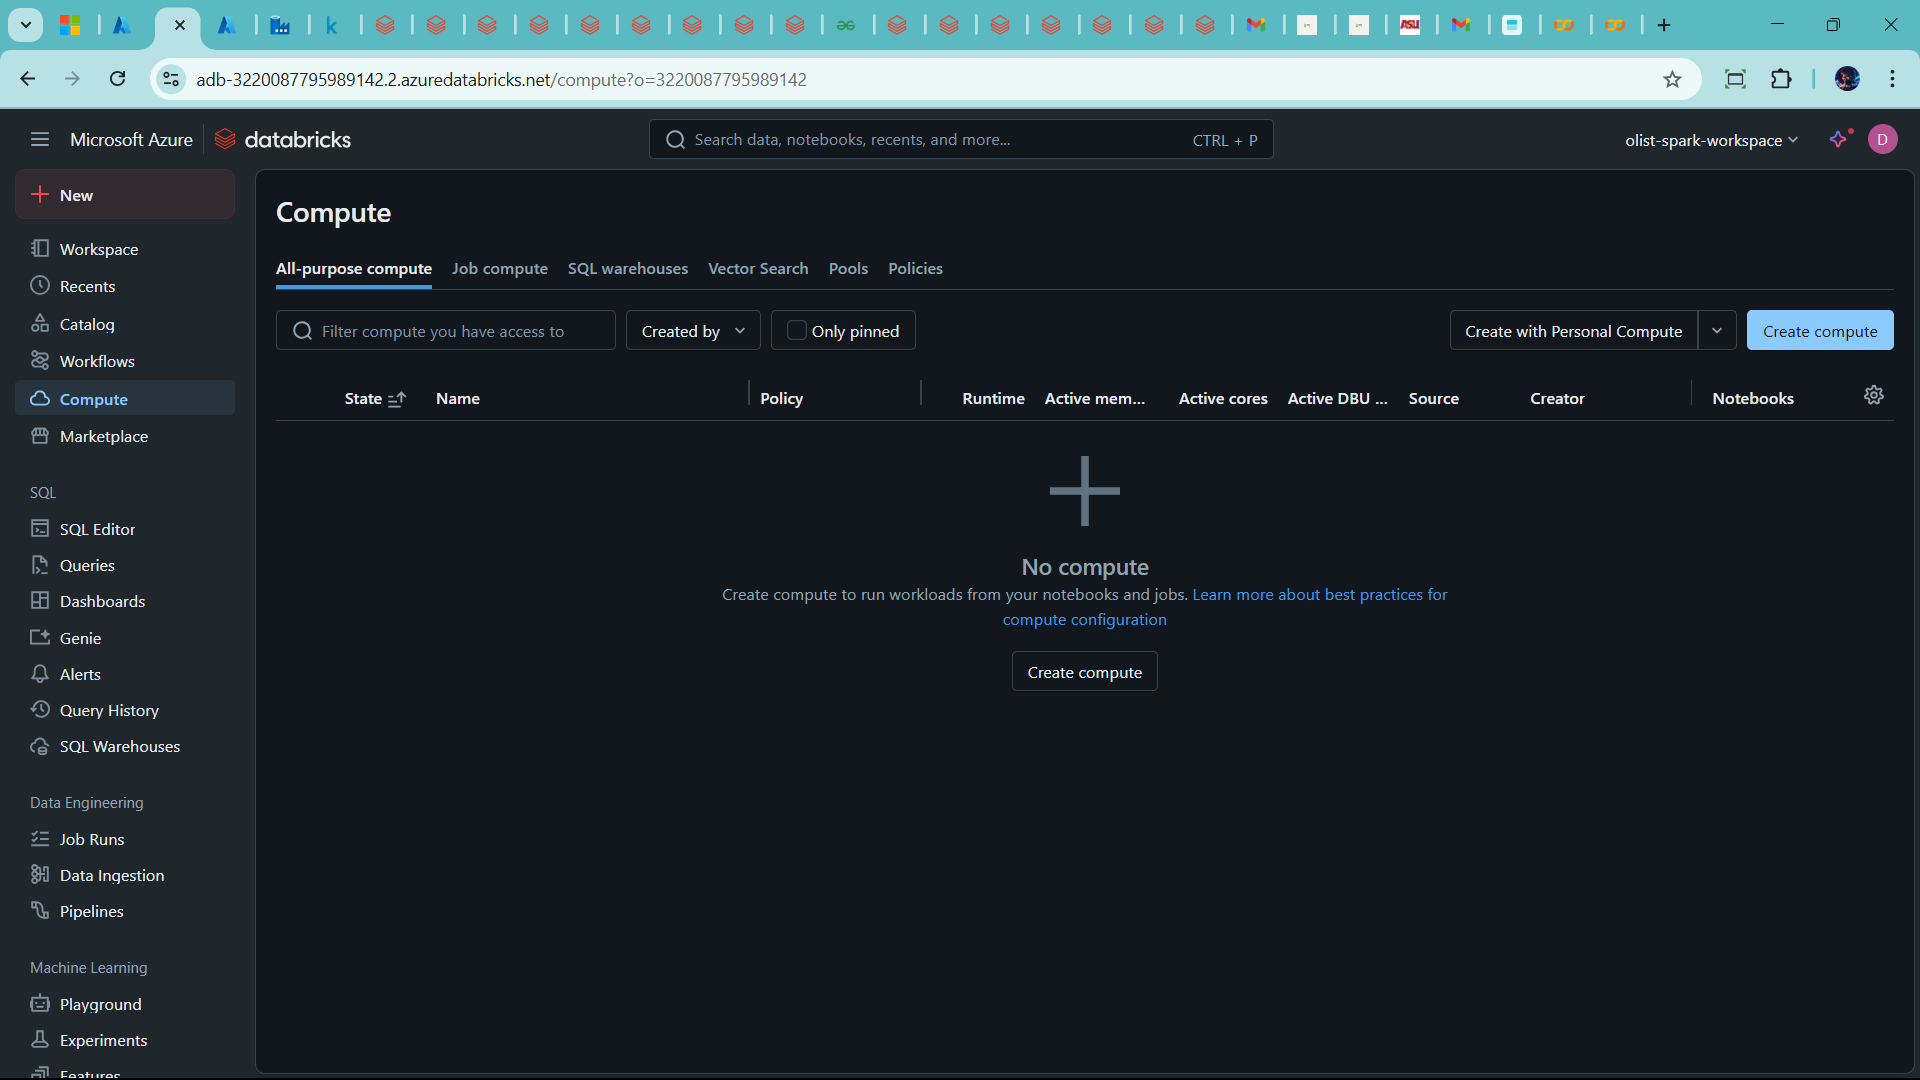 adb-3220087795989142.2.azuredatabricks.net/compute?o=3220087795989142
Microsoft Azure databricks
Search data, notebooks, recents, and more... CTRL + P
olist-spark-workspace
D
New
Workspace
Recents
Catalog
Workflows
Compute
Marketplace
SQL
SQL Editor
Queries
Dashboards
Genie
Alerts
Query History
SQL Warehouses
Data Engineering
Job Runs
Data Ingestion
Pipelines
Machine Learning
Playground
Experiments
Features
Compute
All-purpose compute Job compute SQL warehouses Vector Search Pools Policies
Filter compute you have access to Created by Only pinned Create with Personal Compute Create compute
State Name Policy Runtime Active mem... Active cores Active DBU ... Source Creator Notebooks
No compute
Create compute to run workloads from your notebooks and jobs. Learn more about best practices for
compute configuration
Create compute